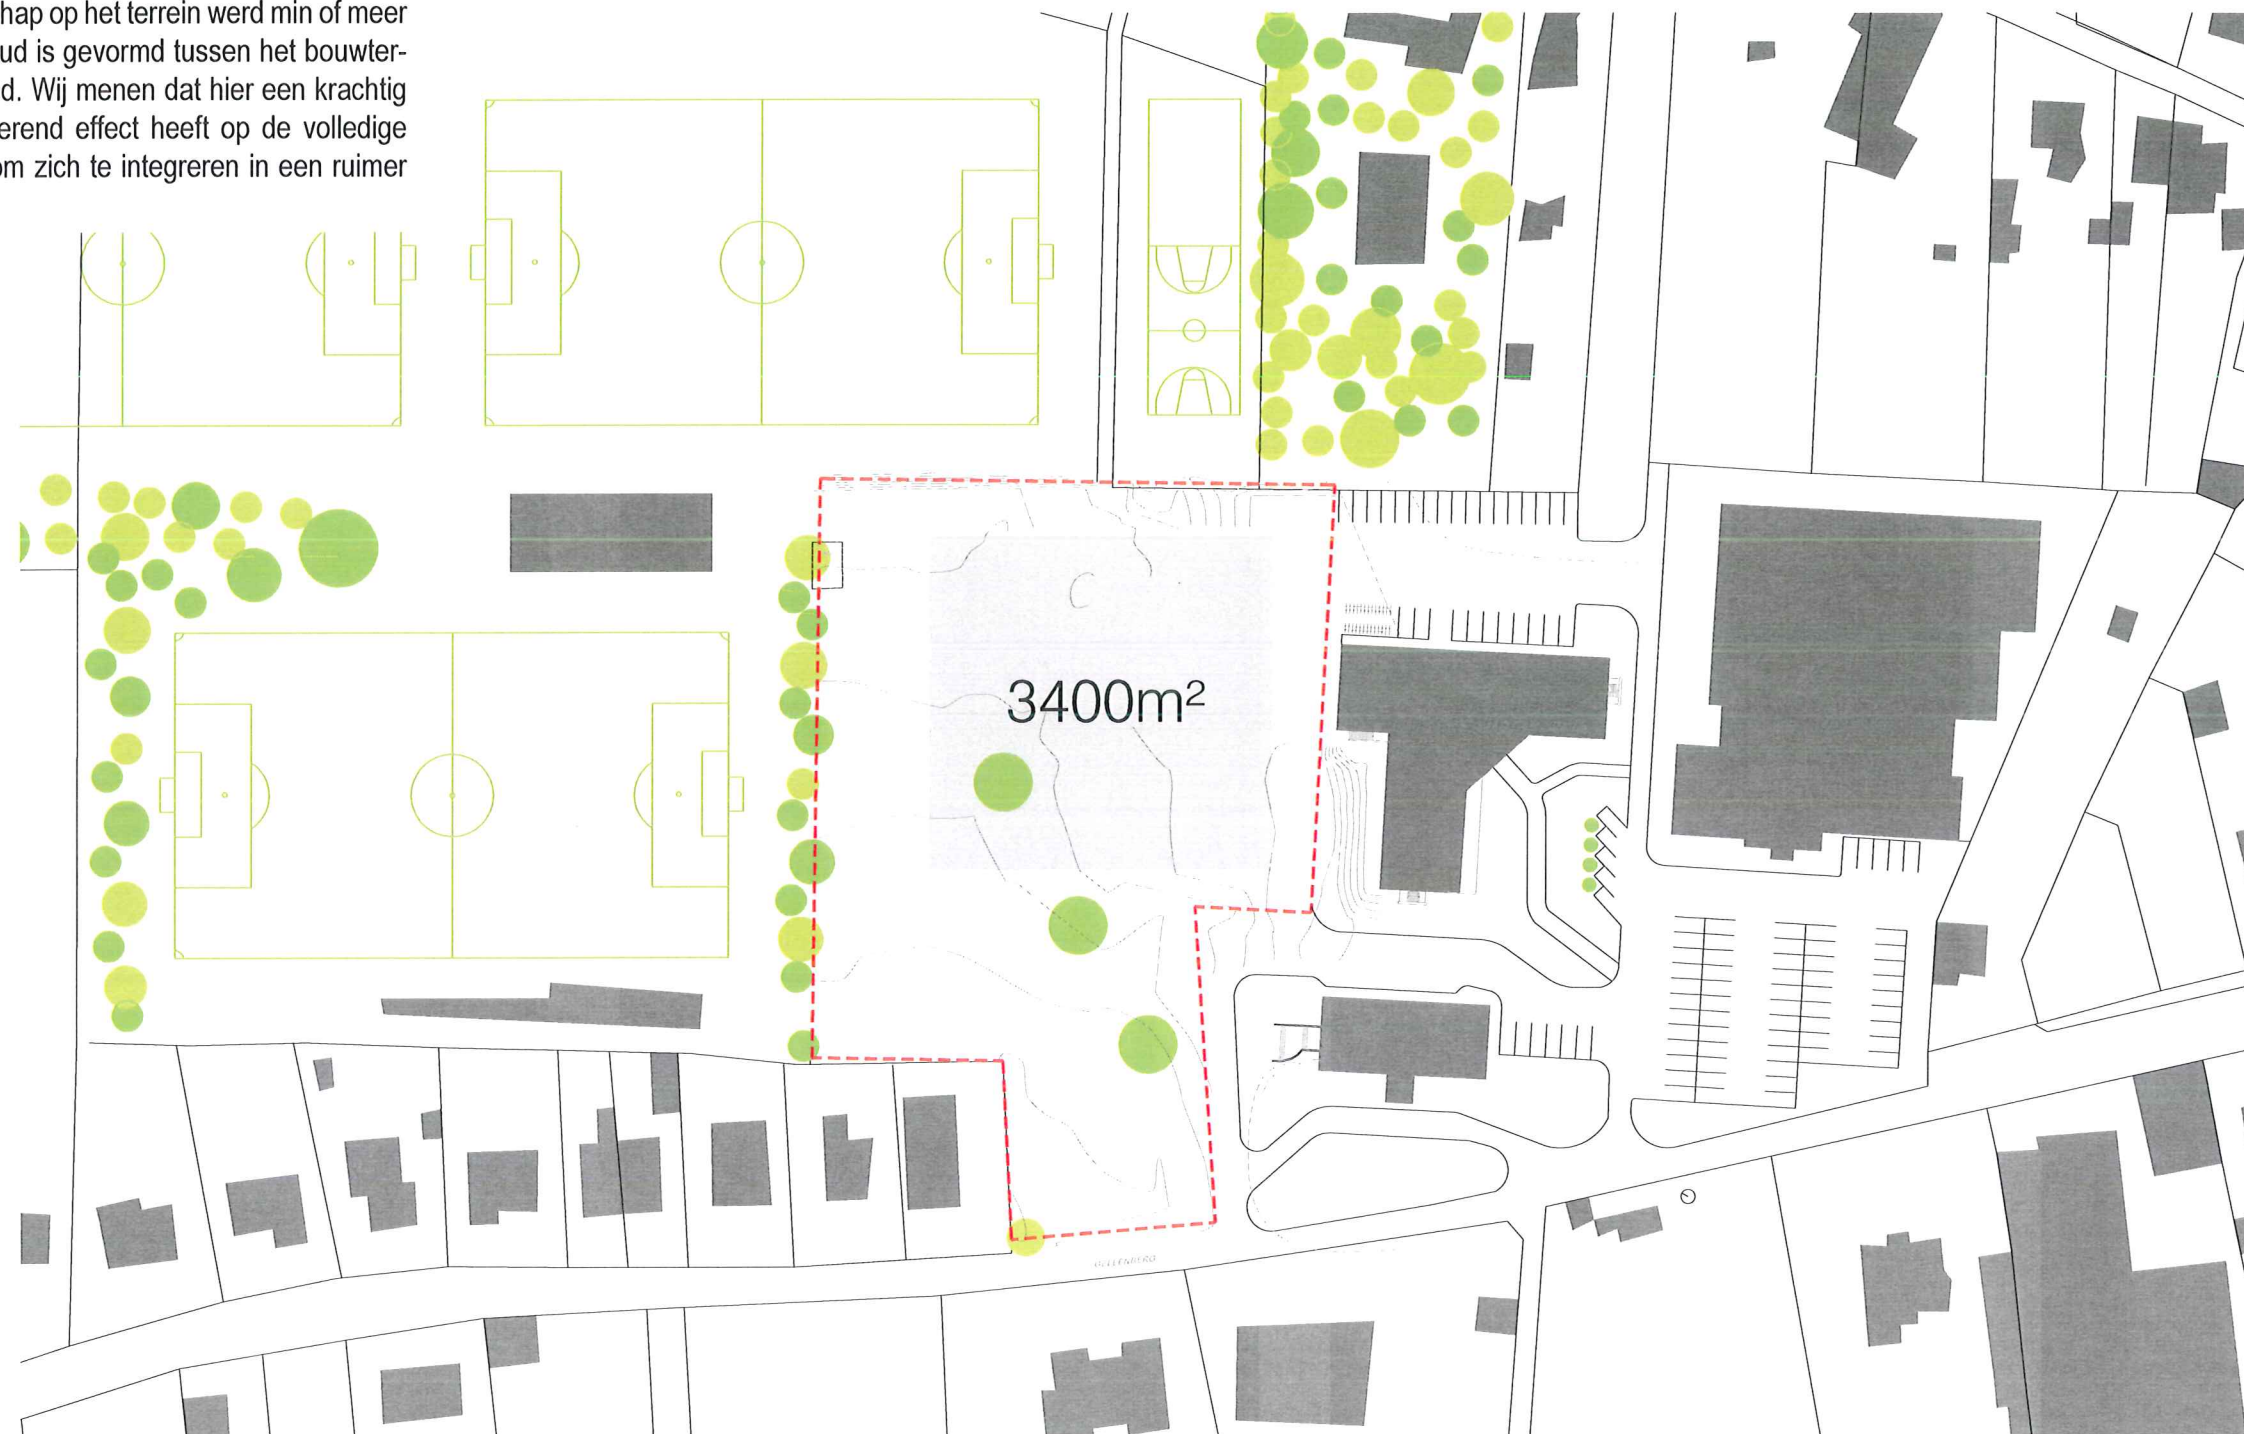 hap op het terrein werd min of meer
ud is gevormd tussen het bouwter-
d. Wij menen dat hier een krachtig
erend effect heeft op de volledige
om zich te integreren in een ruimer
3400m²